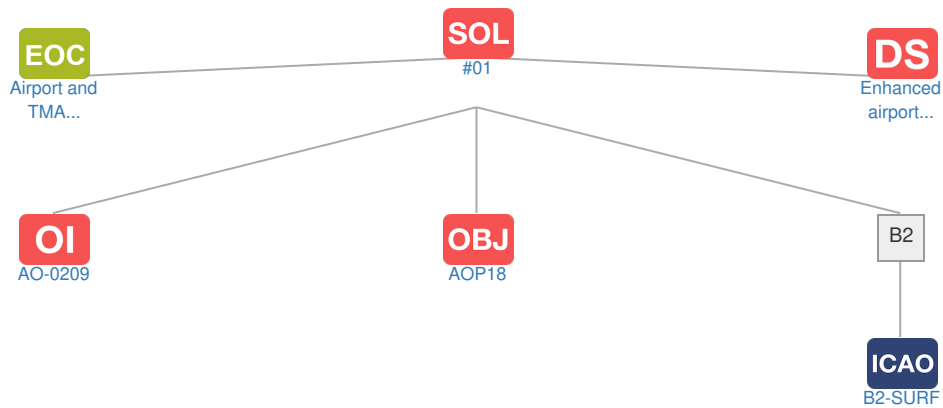 EOC
Airport and
TMA...
SOL
#01
DS
Enhanced
airport...
OI
AO-0209
OBJ
AOP18
B2
ICAO
B2-SURF